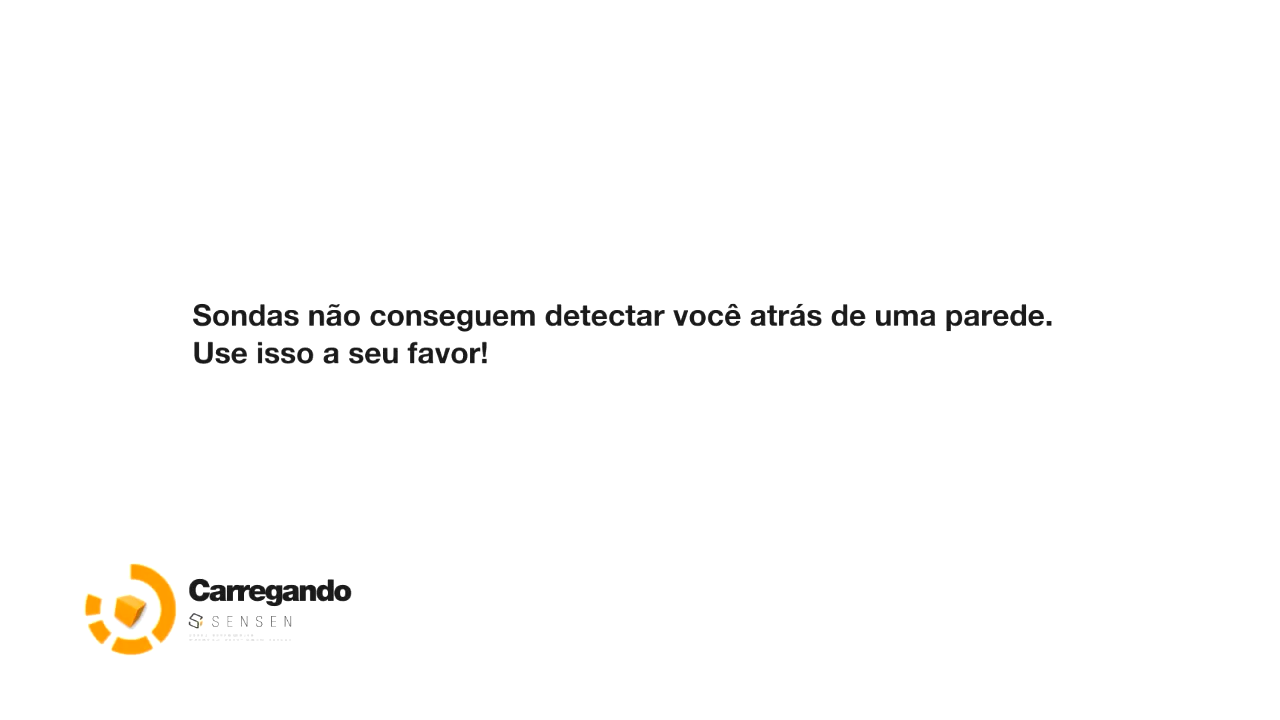 Sondas não conseguem detectar você atrás de uma parede.
Use isso a seu favor!
Carregando
SENSEN